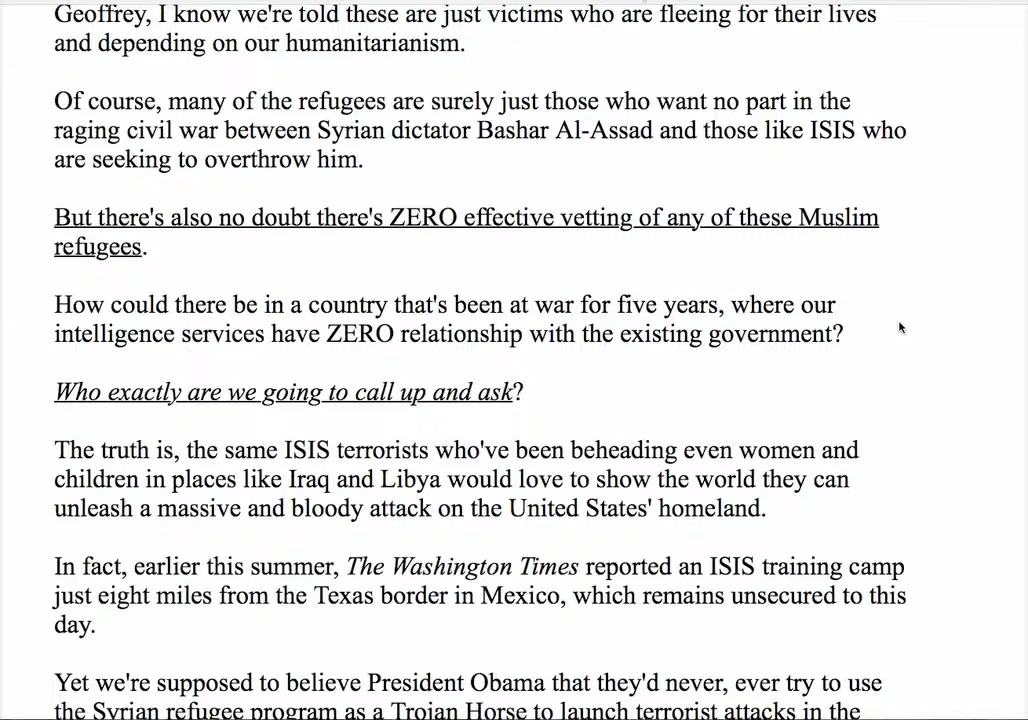 Geoffrey, I know we're told these are just victims who are fleeing for their lives
and depending on our humanitarianism.
Of course, many of the refugees are surely just those who want no part in the
raging civil war between Syrian dictator Bashar Al-Assad and those like ISIS who
are seeking to overthrow him.
But there's also no doubt there's ZERO effective vetting of any of these Muslim
refugees.
How could there be in a country that's been at war for five years, where our
intelligence services have ZERO relationship with the existing government?
Who exactly are we going to call up and ask?
The truth is, the same ISIS terrorists who've been beheading even women and
children in places like Iraq and Libya would love to show the world they can
unleash a massive and bloody attack on the United States' homeland.
In fact, earlier this summer, The Washington Times reported an ISIS training camp
just eight miles from the Texas border in Mexico, which remains unsecured to this
day.
Yet we're supposed to believe President Obama that they'd never, ever try to use
the Syrian refugee program as a Trojan Horse to launch terrorist attacks in the